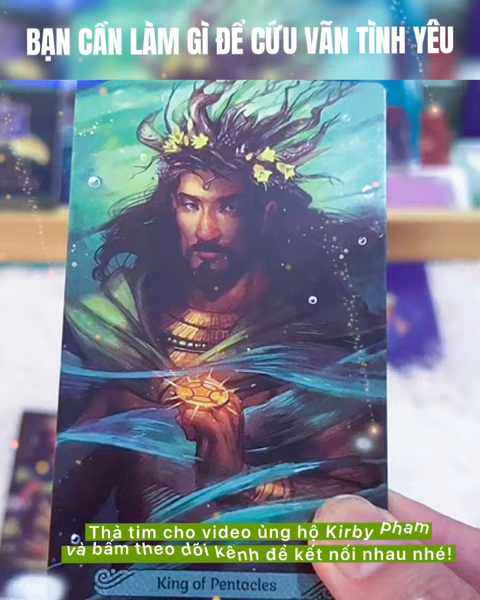 BẠN CẦN LÀM GÌ ĐỂ CỨU VÃN TÌNH YÊU
Thả tim cho video ủng hộ Kirby Phạm
và bấm theo dõi kênh để kết nối nhau nhé!
King of Pentacles